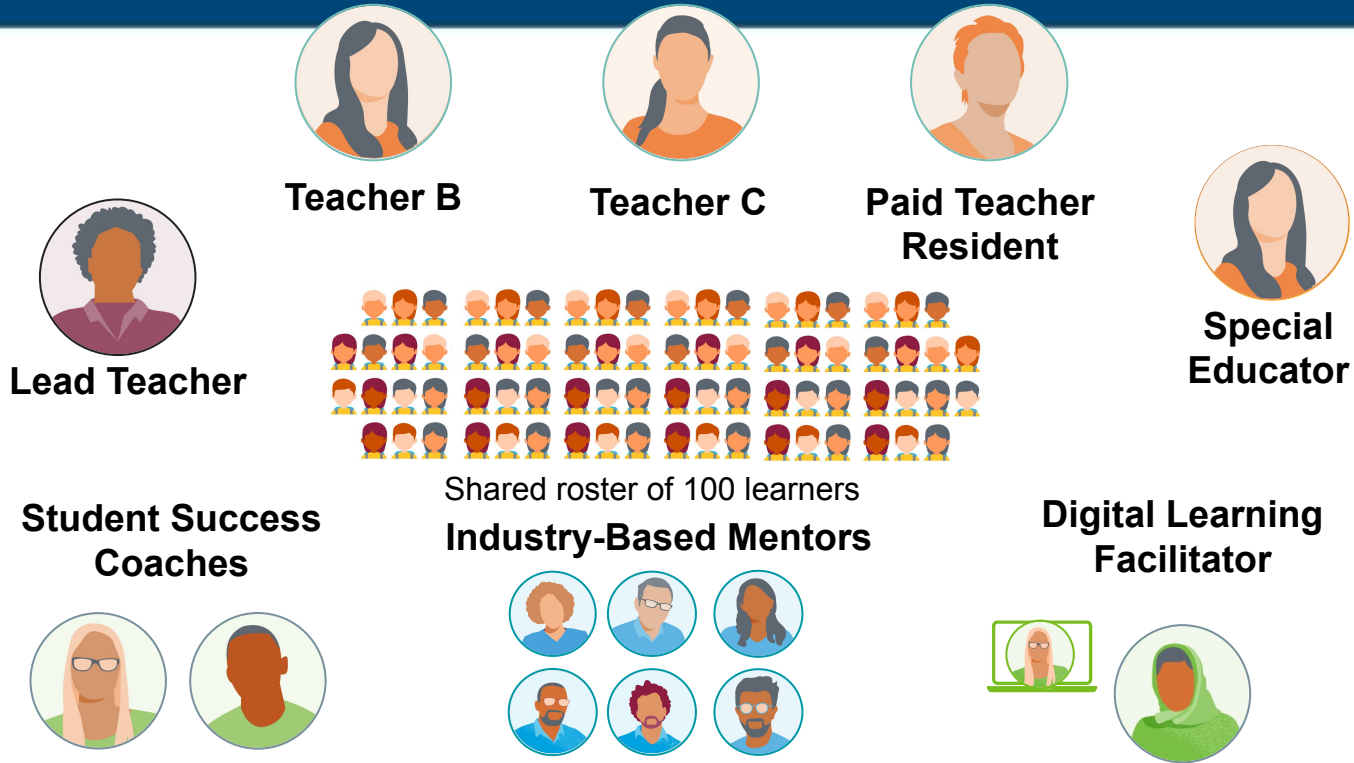 Teacher B
Teacher C
Paid Teacher
Resident
Lead Teacher
Special
Educator
Shared roster of 100 learners
Student Success
Coaches
Industry-Based Mentors
Digital Learning
Facilitator